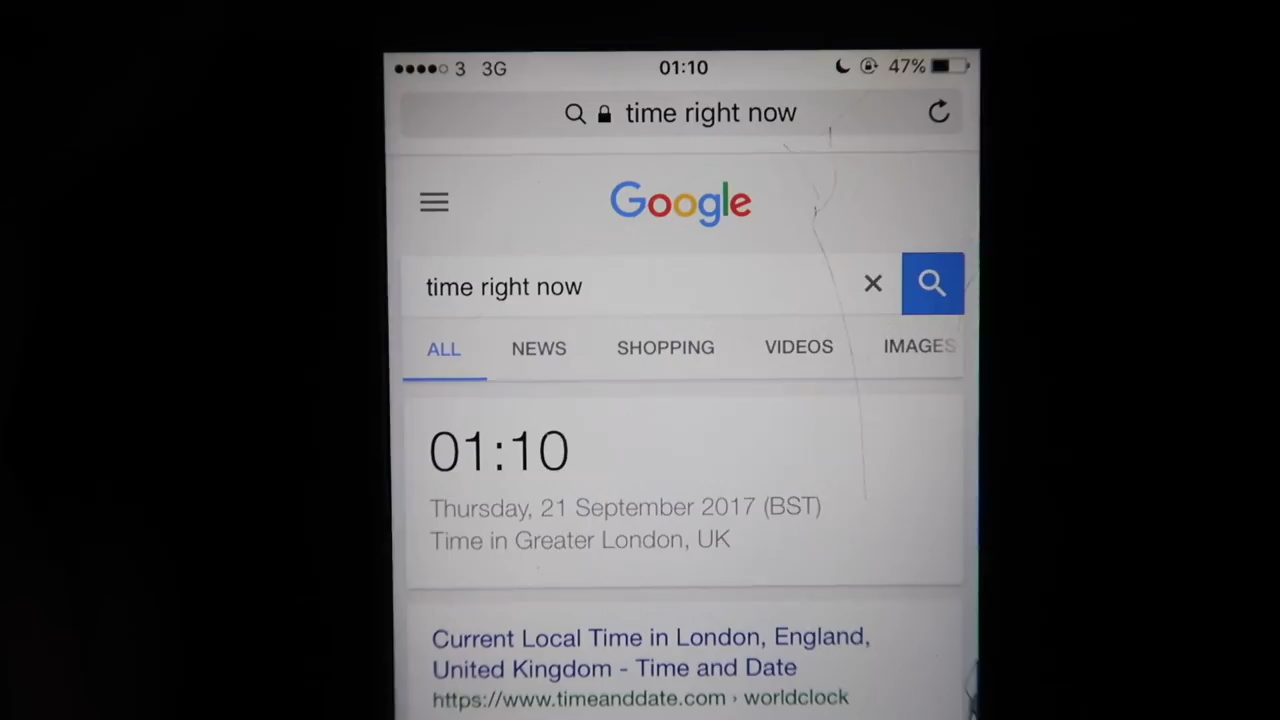 3 3G 01:10 47%
time right now
Google
time right now
ALL NEWS SHOPPING VIDEOS IMAGES
01:10
Thursday, 21 September 2017 (BST)
Time in Greater London, UK
Current Local Time in London, England,
United Kingdom - Time and Date
https://www.timeanddate.com › worldclock